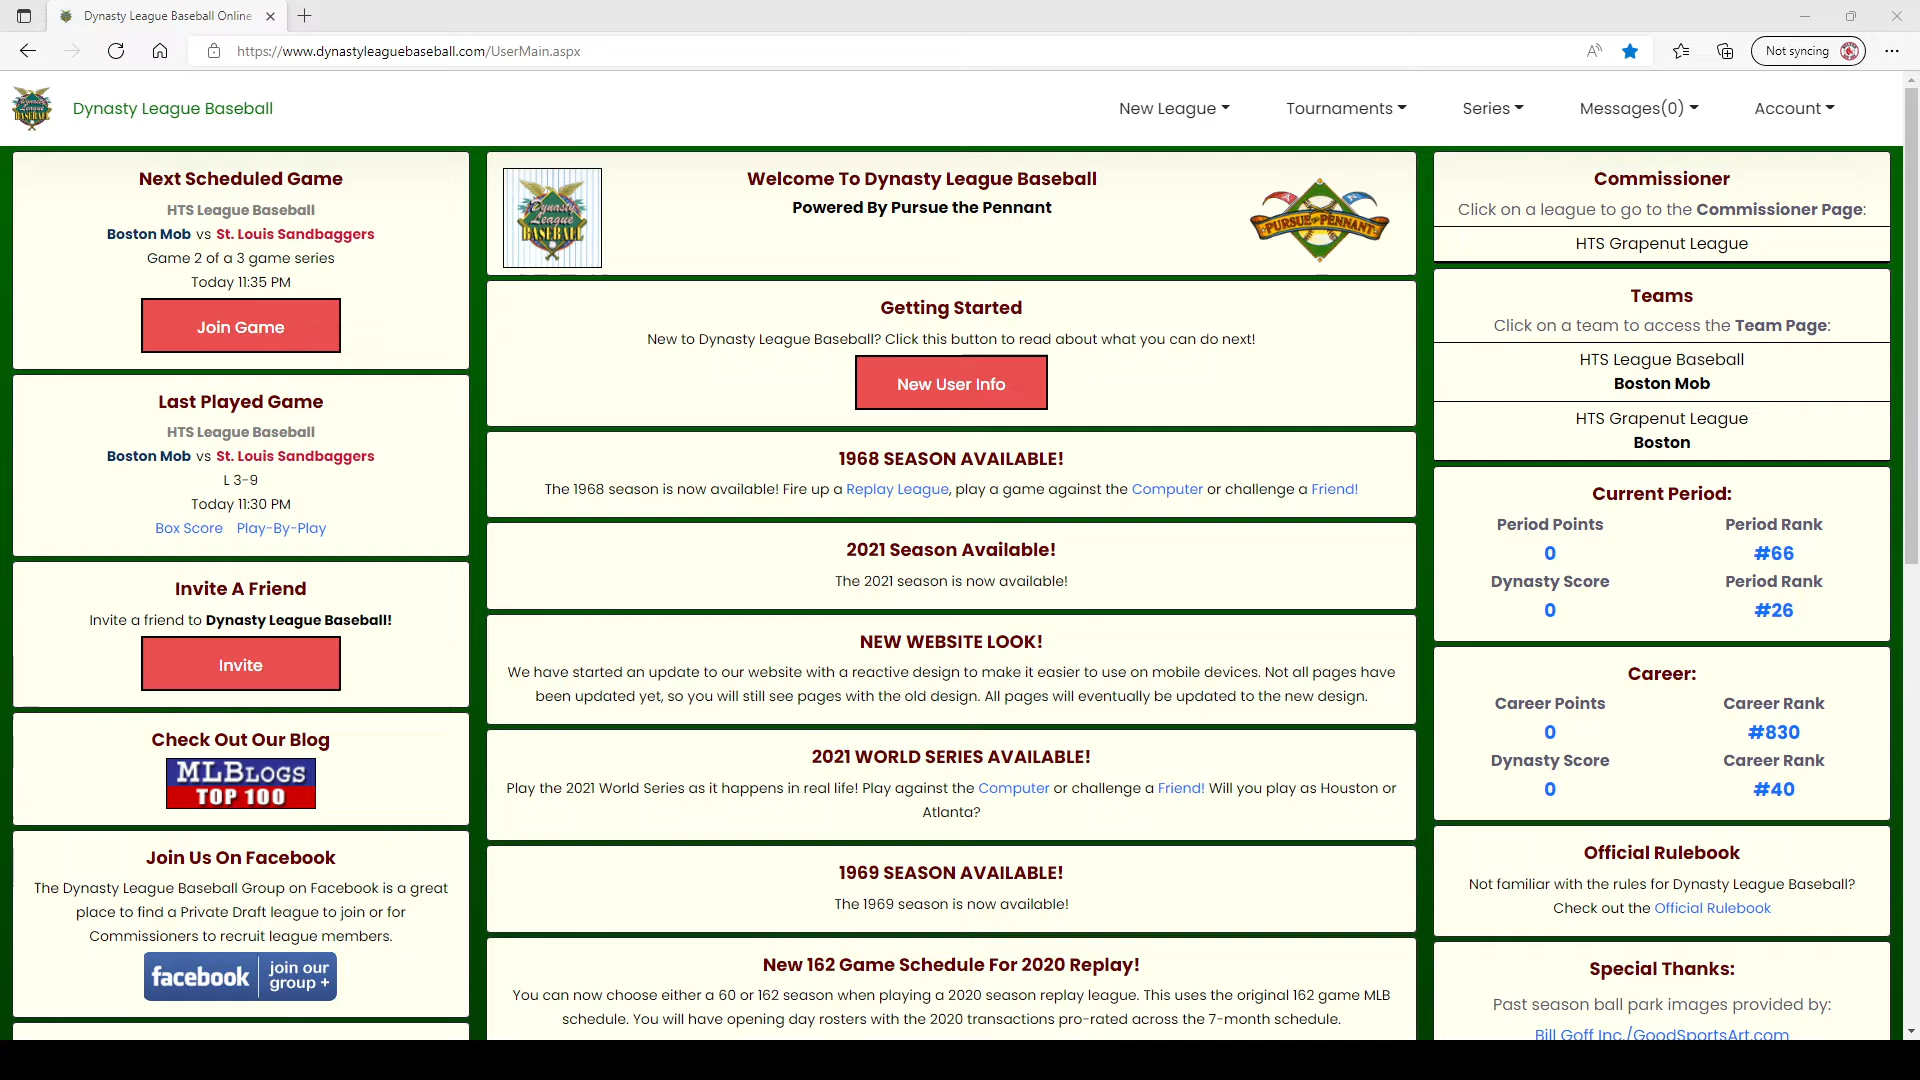 Dynasty League Baseball Online
https://www.dynastyleaguebaseball.com/UserMain.aspx
Not syncing
Dynasty League Baseball
New League
Tournaments
Series
Messages(0)
Account
Next Scheduled Game
HTS League Baseball
Boston Mob vs St. Louis Sandbaggers
Game 2 of a 3 game series
Today 11:35 PM
Join Game
Last Played Game
HTS League Baseball
Boston Mob vs St. Louis Sandbaggers
L 3-9
Today 11:30 PM
Box Score Play-By-Play
Invite A Friend
Invite a friend to Dynasty League Baseball!
Invite
Check Out Our Blog
MLBLOGS
TOP 100
Join Us On Facebook
The Dynasty League Baseball Group on Facebook is a great
place to find a Private Draft league to join or for
Commissioners to recruit league members.
facebook
join our
group +
Dynasty
League
BASEBALL
Welcome To Dynasty League Baseball
Powered By Pursue the Pennant
PURSUE the PENNANT
Getting Started
New to Dynasty League Baseball? Click this button to read about what you can do next!
New User Info
1968 SEASON AVAILABLE!
The 1968 season is now available! Fire up a Replay League, play a game against the Computer or challenge a Friend!
2021 Season Available!
The 2021 season is now available!
NEW WEBSITE LOOK!
We have started an update to our website with a reactive design to make it easier to use on mobile devices. Not all pages have
been updated yet, so you will still see pages with the old design. All pages will eventually be updated to the new design.
2021 WORLD SERIES AVAILABLE!
Play the 2021 World Series as it happens in real life! Play against the Computer or challenge a Friend! Will you play as Houston or
Atlanta?
1969 SEASON AVAILABLE!
The 1969 season is now available!
New 162 Game Schedule For 2020 Replay!
You can now choose either a 60 or 162 season when playing a 2020 season replay league. This uses the original 162 game MLB
schedule. You will have opening day rosters with the 2020 transactions pro-rated across the 7-month schedule.
Commissioner
Click on a league to go to the Commissioner Page:
HTS Grapenut League
Teams
Click on a team to access the Team Page:
HTS League Baseball
Boston Mob
HTS Grapenut League
Boston
Current Period:
Period Points Period Rank
0 #66
Dynasty Score Period Rank
0 #26
Career:
Career Points Career Rank
0 #830
Dynasty Score Career Rank
0 #40
Official Rulebook
Not familiar with the rules for Dynasty League Baseball?
Check out the Official Rulebook
Special Thanks:
Past season ball park images provided by:
Bill Goff Inc./GoodSportsArt.com